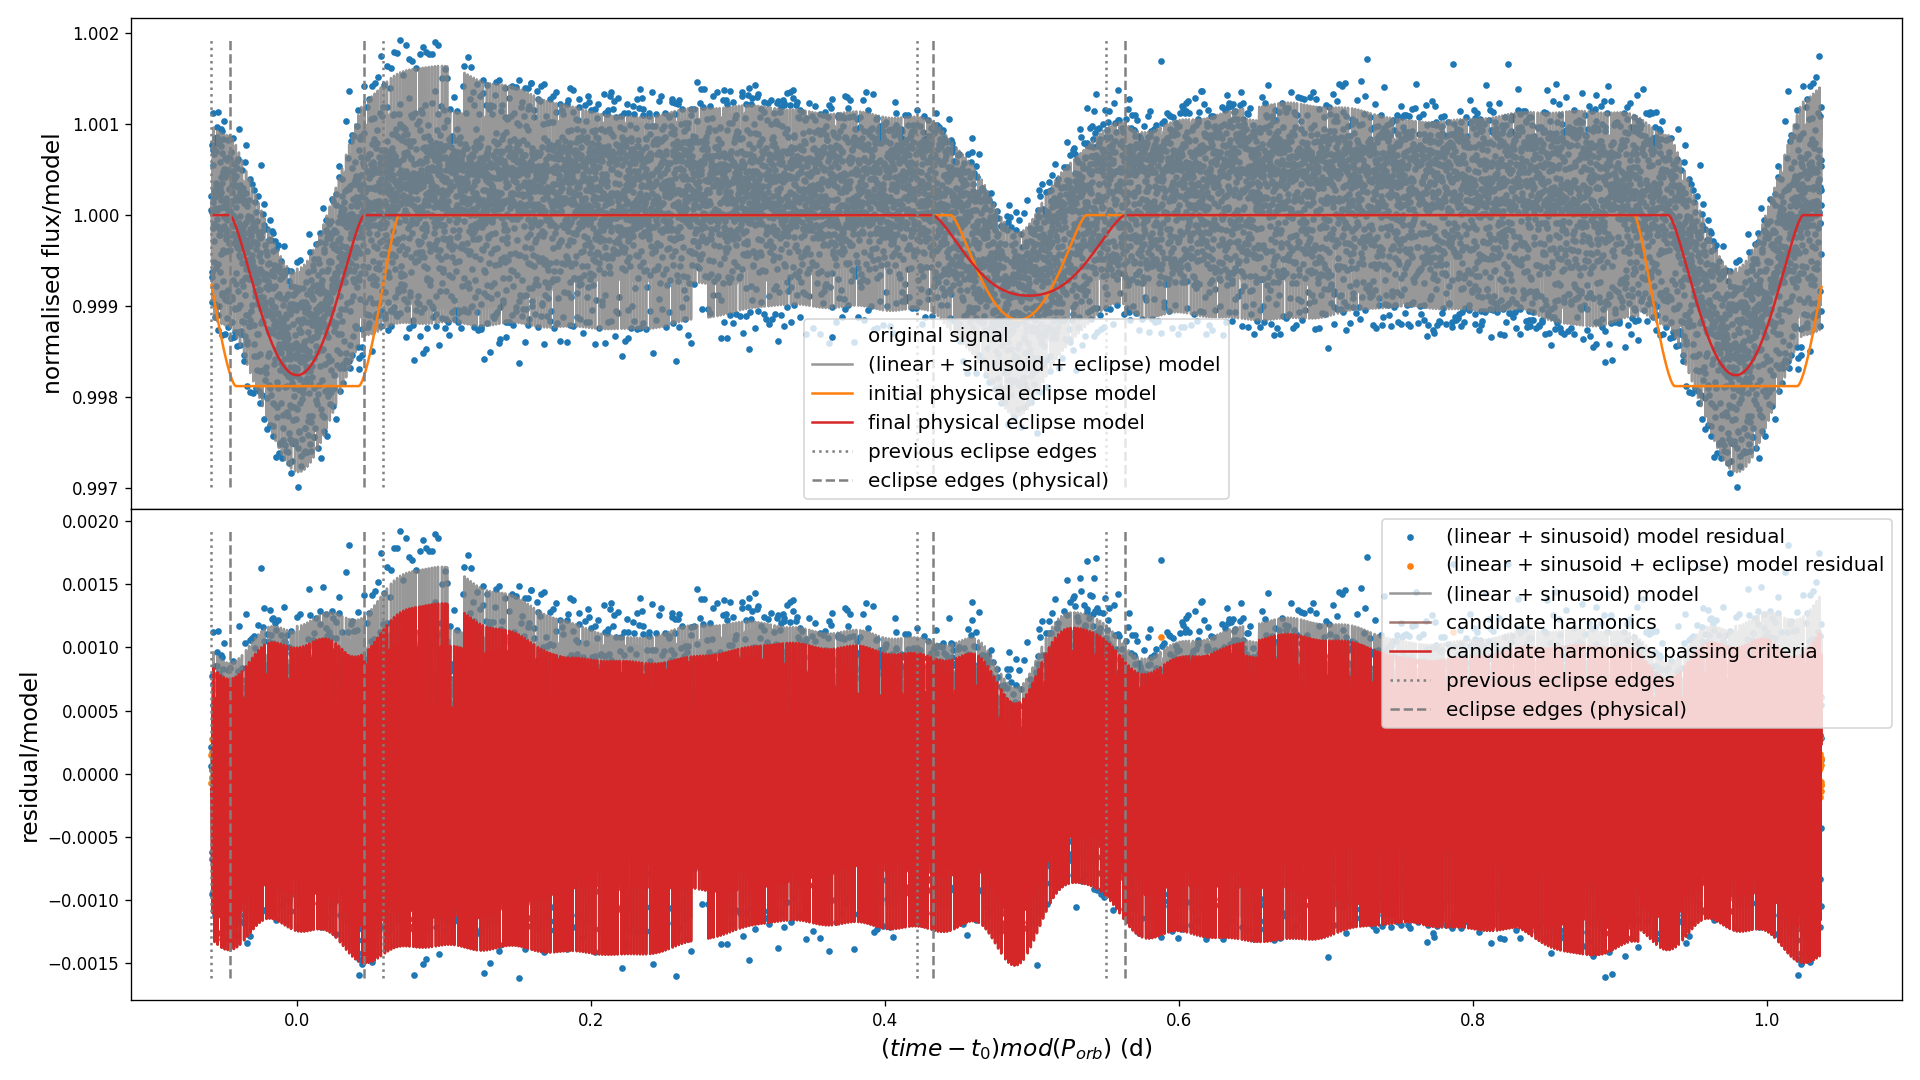 1.002
1.001
1.000
0.999
0.998
0.997
normalised flux/model
original signal
(linear + sinusoid + eclipse) model
initial physical eclipse model
final physical eclipse model
previous eclipse edges
eclipse edges (physical)
0.0020
0.0015
0.0010
0.0005
0.0000
−0.0005
−0.0010
−0.0015
residual/model
(linear + sinusoid) model residual
(linear + sinusoid + eclipse) model residual
(linear + sinusoid) model
candidate harmonics
candidate harmonics passing criteria
previous eclipse edges
eclipse edges (physical)
0.0 0.2 0.4 0.6 0.8 1.0
(time − t₀)mod(P_orb) (d)